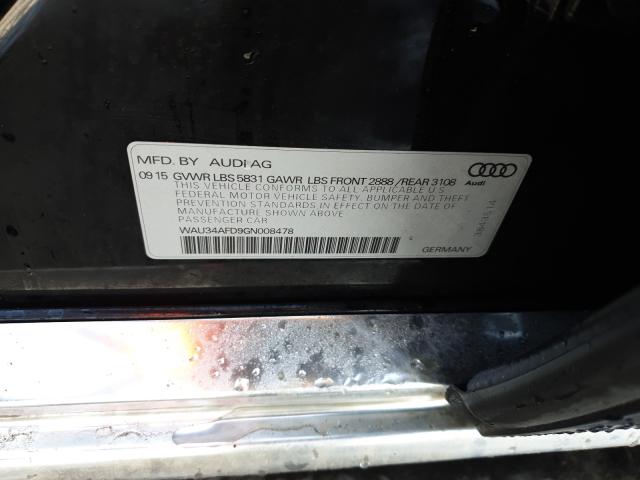 MFD. BY AUDI AG
09 15 GVWR LBS 5831 GAWR LBS FRONT 2888 / REAR 3108
THIS VEHICLE CONFORMS TO ALL APPLICABLE U.S.
FEDERAL MOTOR VEHICLE SAFETY, BUMPER AND THEFT
PREVENTION STANDARDS IN EFFECT ON THE DATE OF
MANUFACTURE SHOWN ABOVE
PASSENGER CAR
WAU34AFD9GN008478
Audi
GERMANY